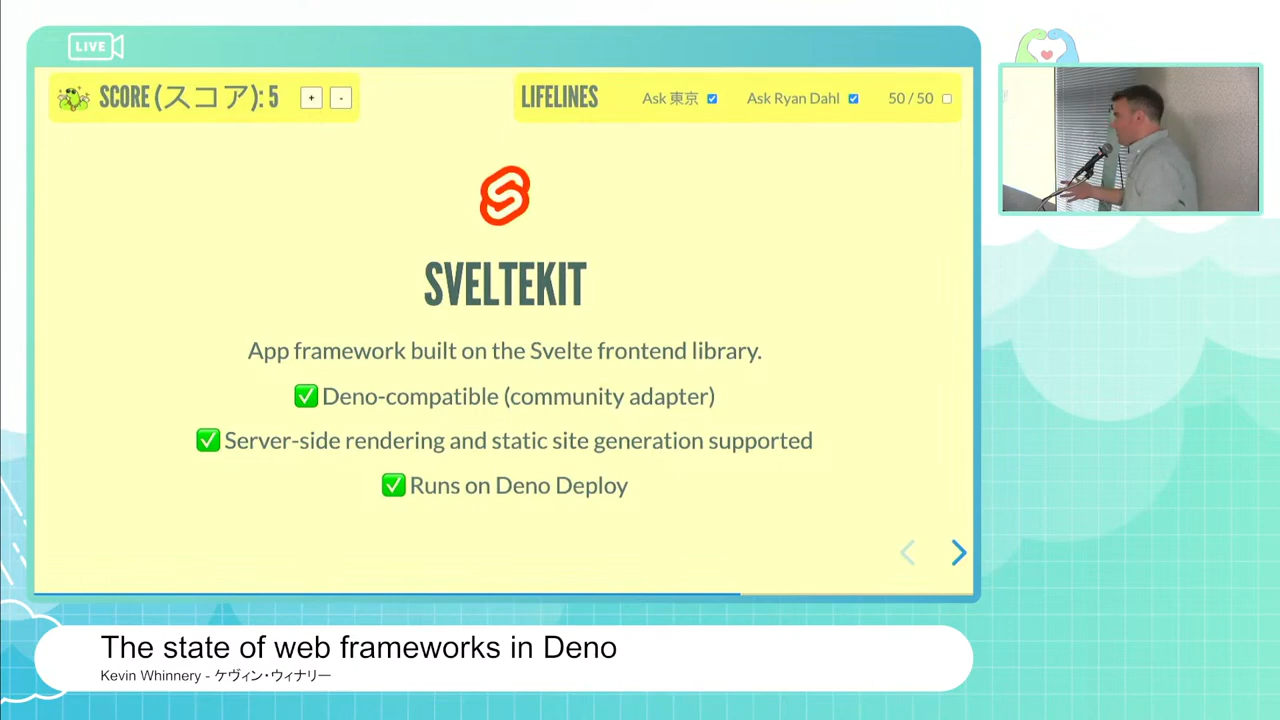 LIVE
SCORE (スコア): 5 + -
LIFELINES Ask 東京 Ask Ryan Dahl 50 / 50
SVELTEKIT
App framework built on the Svelte frontend library.
✅ Deno-compatible (community adapter)
✅ Server-side rendering and static site generation supported
✅ Runs on Deno Deploy
The state of web frameworks in Deno
Kevin Whinnery - ケヴィン・ウィナリー